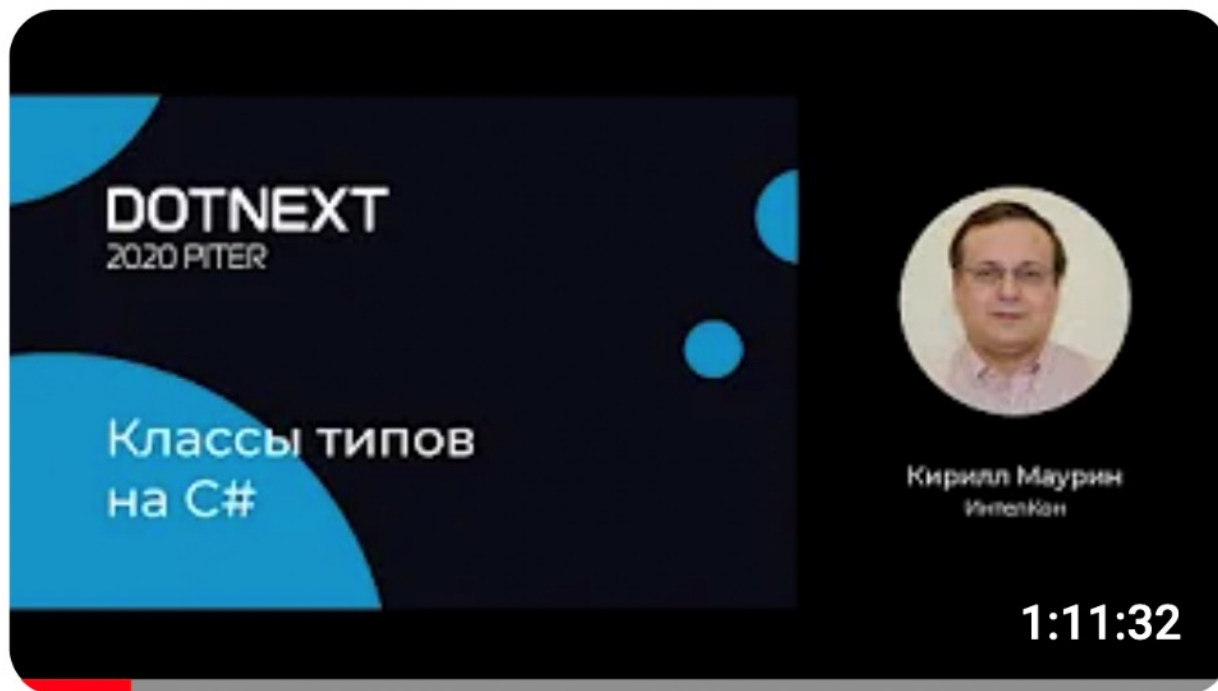 DOTNEXT
2020 PITER
Классы типов
на C#
Кирилл Маурин
ИнтелКон
1:11:32